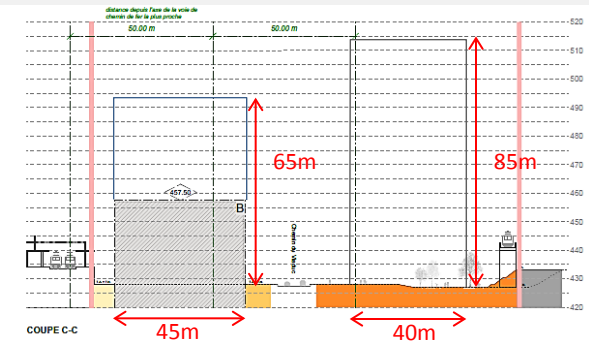 distance depuis l'axe de la voie de
chemin de fer la plus proche
50.00 m
50.00 m
520
510
500
490
480
470
460
450
440
430
420
65m
85m
457.50
B
Chemin du Viaduc
45m
40m
COUPE C-C